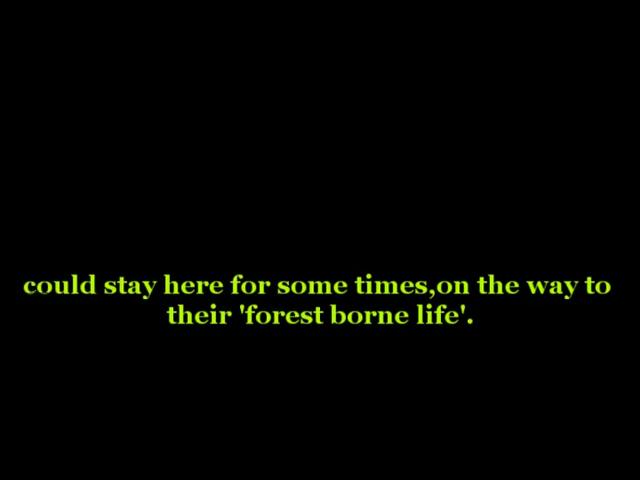 could stay here for some times,on the way to
their 'forest borne life'.